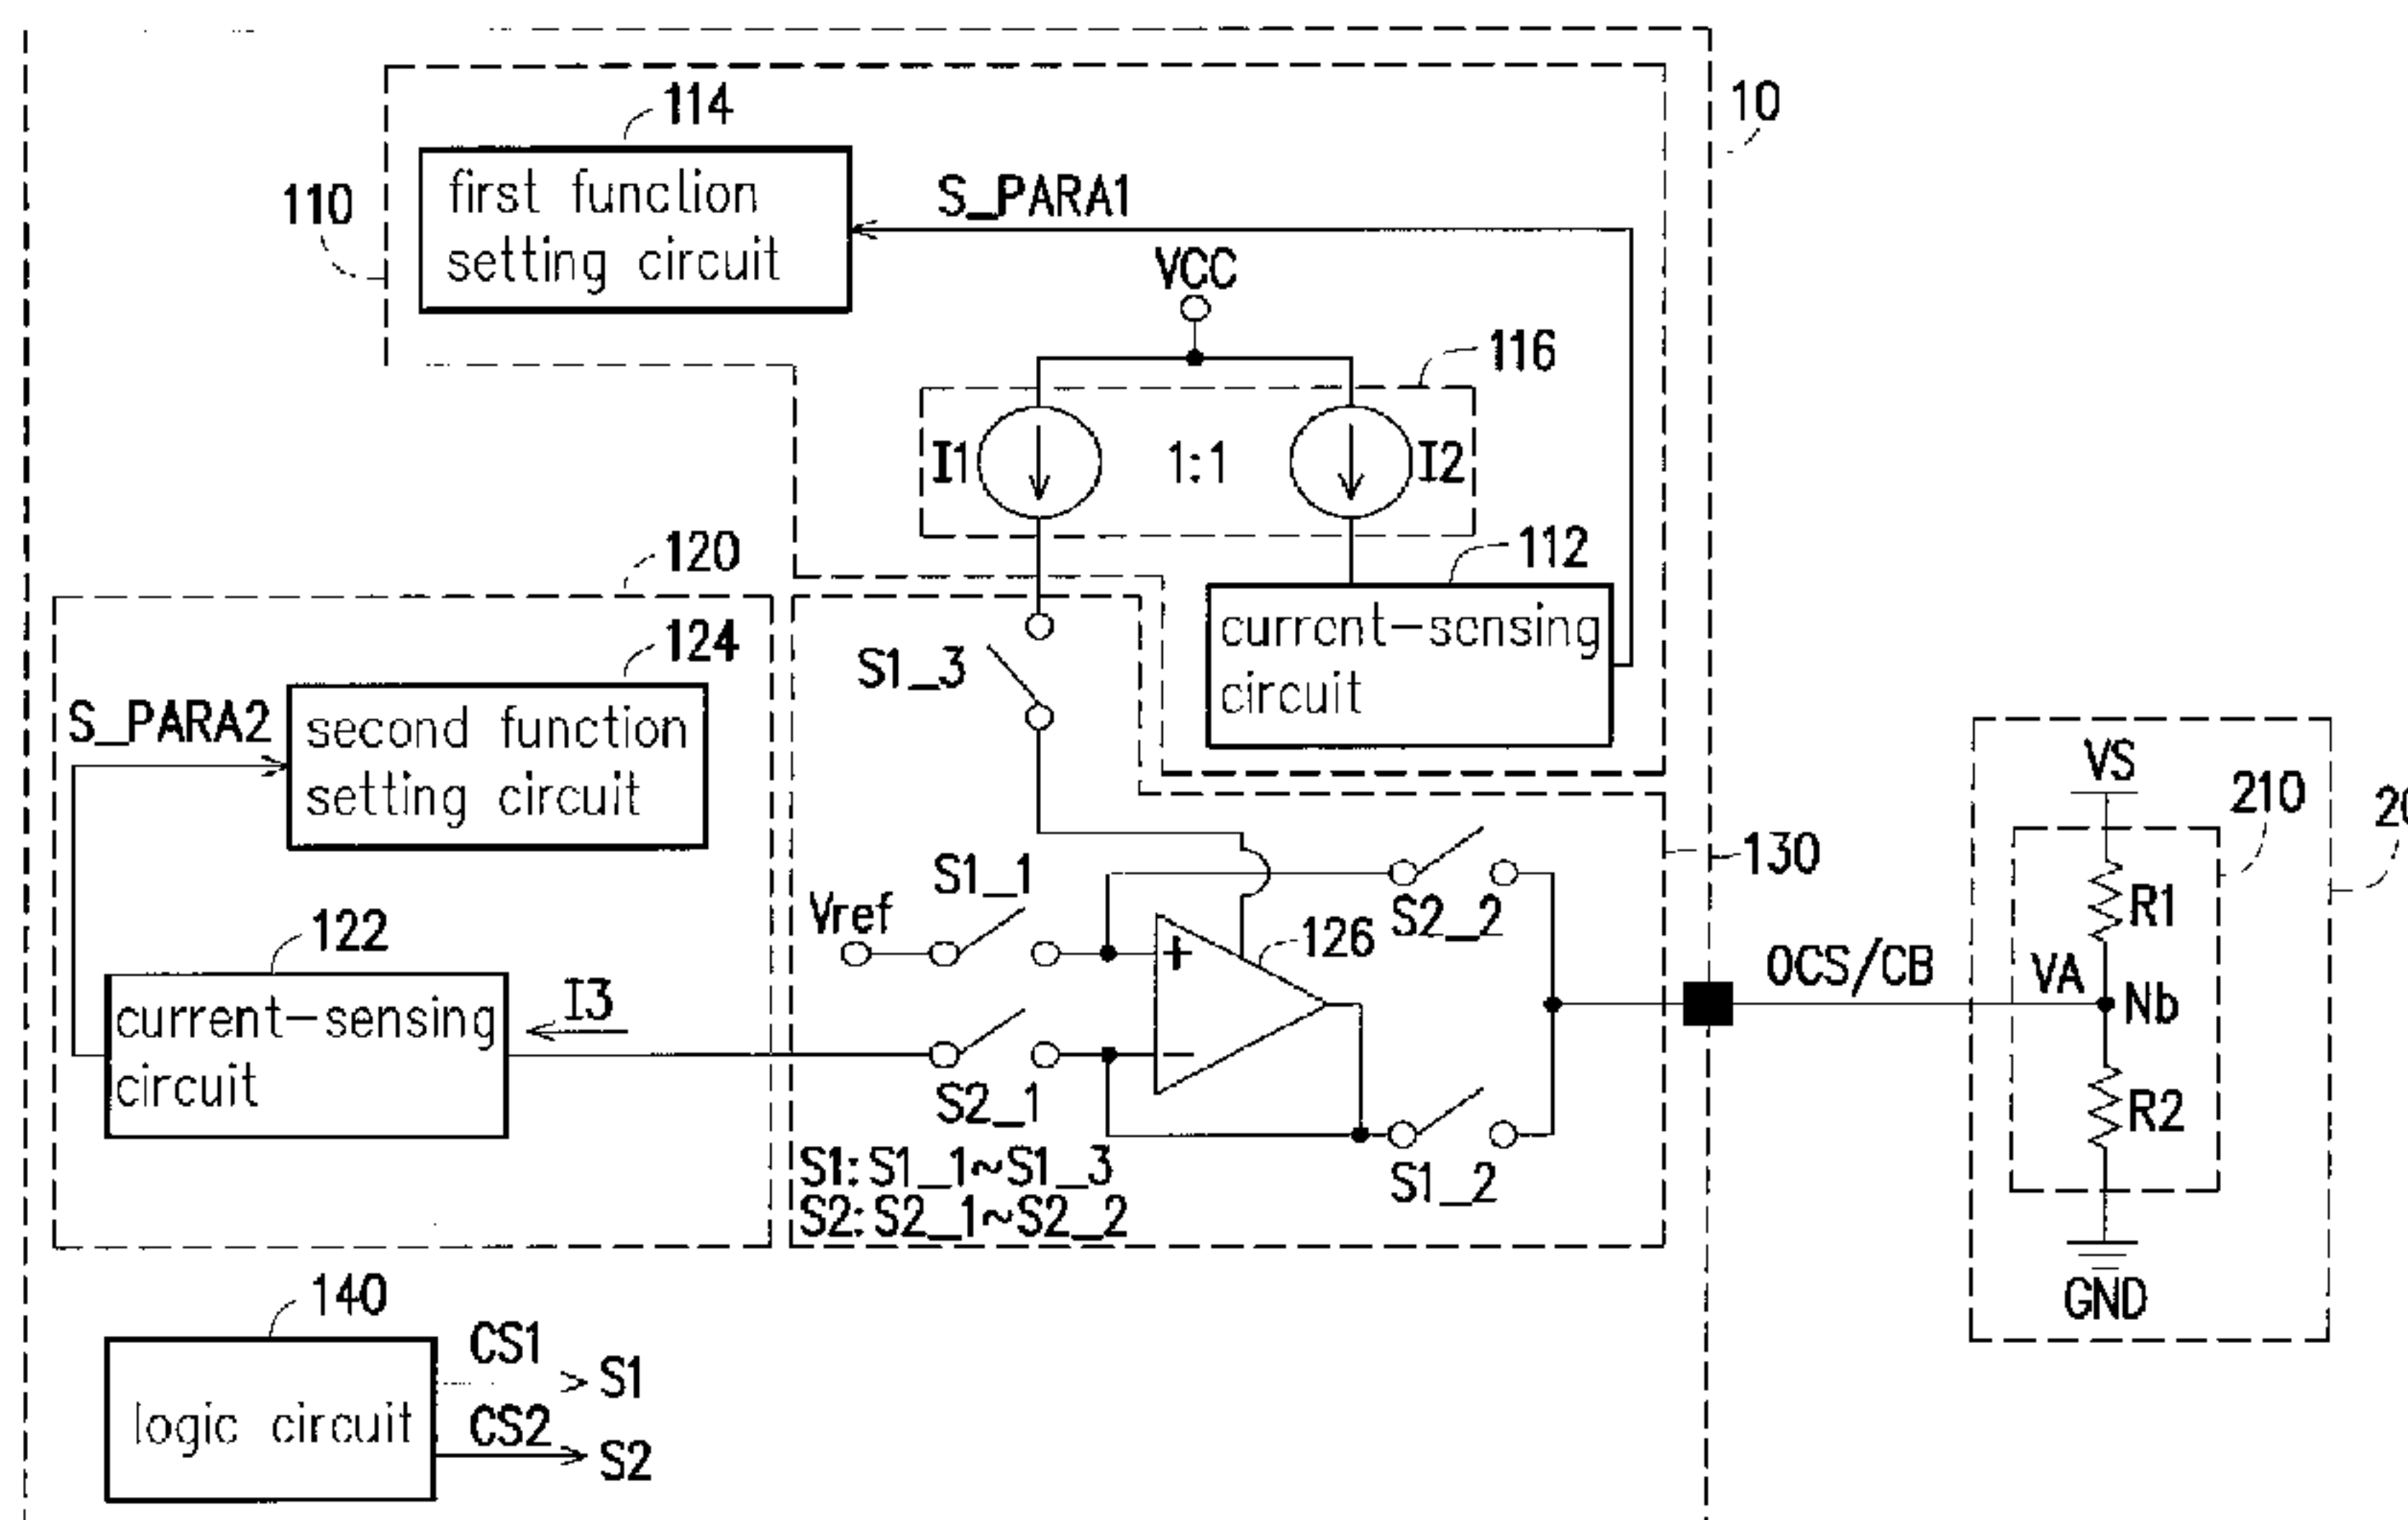 10
114
first function
setting circuit
110
S_PARA1
VCC
116
I1
1:1
I2
112
current-sensing
circuit
120
124
S_PARA2
second function
setting circuit
S1_3
VS
210
130
S1_1
Vref
S2_2
126
R1
122
current-sensing
circuit
I3
OCS/CB
VA
Nb
S2_1
R2
S1: S1_1~S1_3
S2: S2_1~S2_2
S1_2
GND
140
logic circuit
CS1
S1
CS2
S2